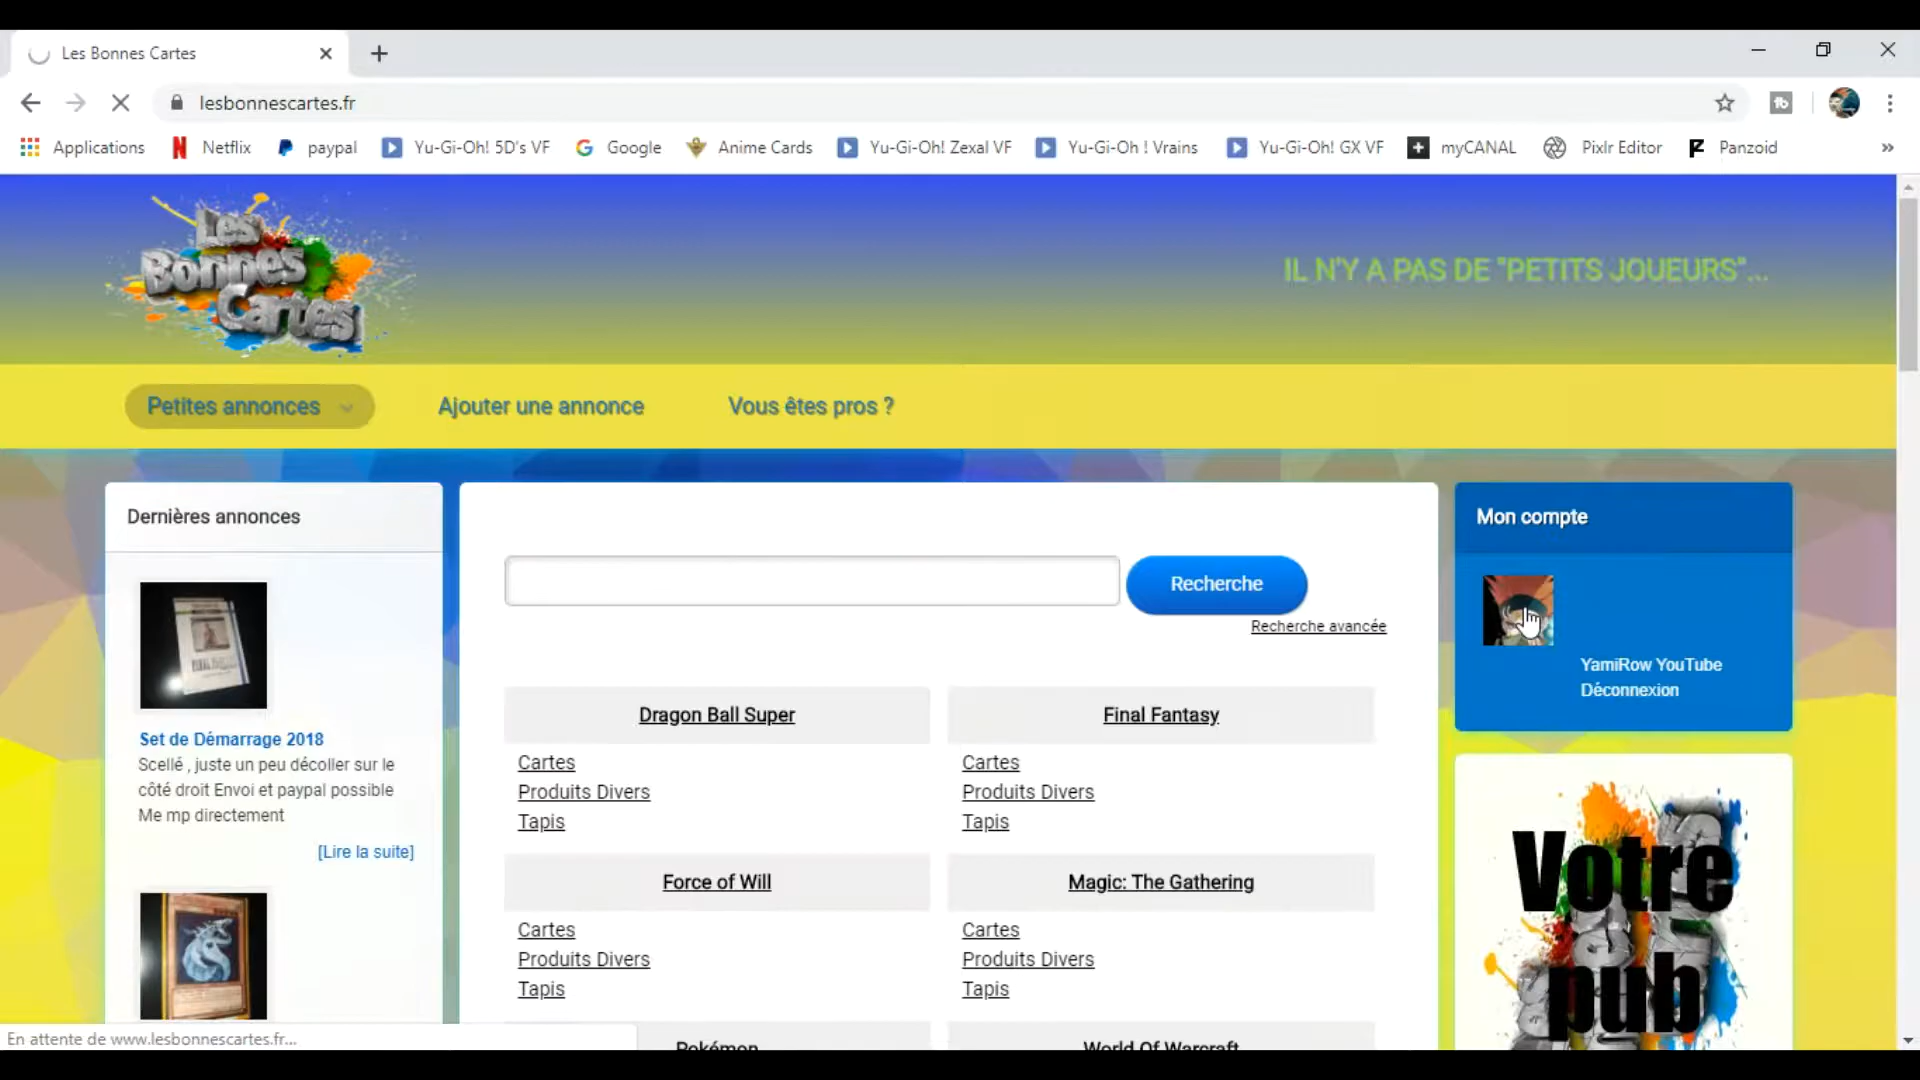 Les Bonnes Cartes
lesbonnescartes.fr
Applications
Netflix
paypal
Yu-Gi-Oh! 5D's VF
Google
Anime Cards
Yu-Gi-Oh! Zexal VF
Yu-Gi-Oh ! Vrains
Yu-Gi-Oh! GX VF
myCANAL
Pixlr Editor
Panzoid
»
Les
Bonnes
Cartes
IL N'Y A PAS DE "PETITS JOUEURS"...
Petites annonces
Ajouter une annonce
Vous êtes pros ?
Dernières annonces
Set de Démarrage 2018
Scellé , juste un peu décoller sur le
côté droit Envoi et paypal possible
Me mp directement
[Lire la suite]
Recherche
Recherche avancée
Dragon Ball Super
Cartes
Produits Divers
Tapis
Final Fantasy
Cartes
Produits Divers
Tapis
Force of Will
Cartes
Produits Divers
Tapis
Magic: The Gathering
Cartes
Produits Divers
Tapis
Pokémon
World Of Warcraft
Mon compte
YamiRow YouTube
Déconnexion
Votre
pub
En attente de www.lesbonnescartes.fr...